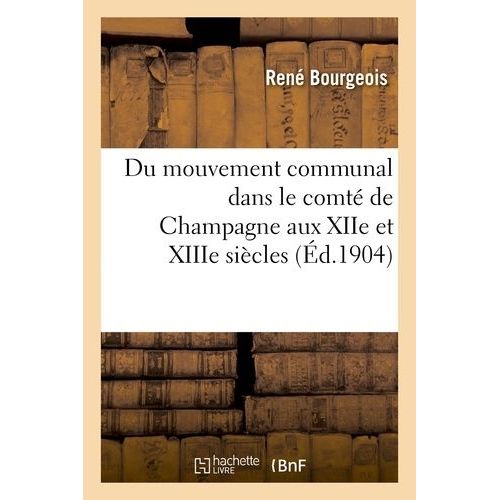 René Bourgeois
Du mouvement communal
dans le comté de
Champagne aux XIIe et
XIIIe siècles (Éd.1904)
hachette
LIVRE
{BnF